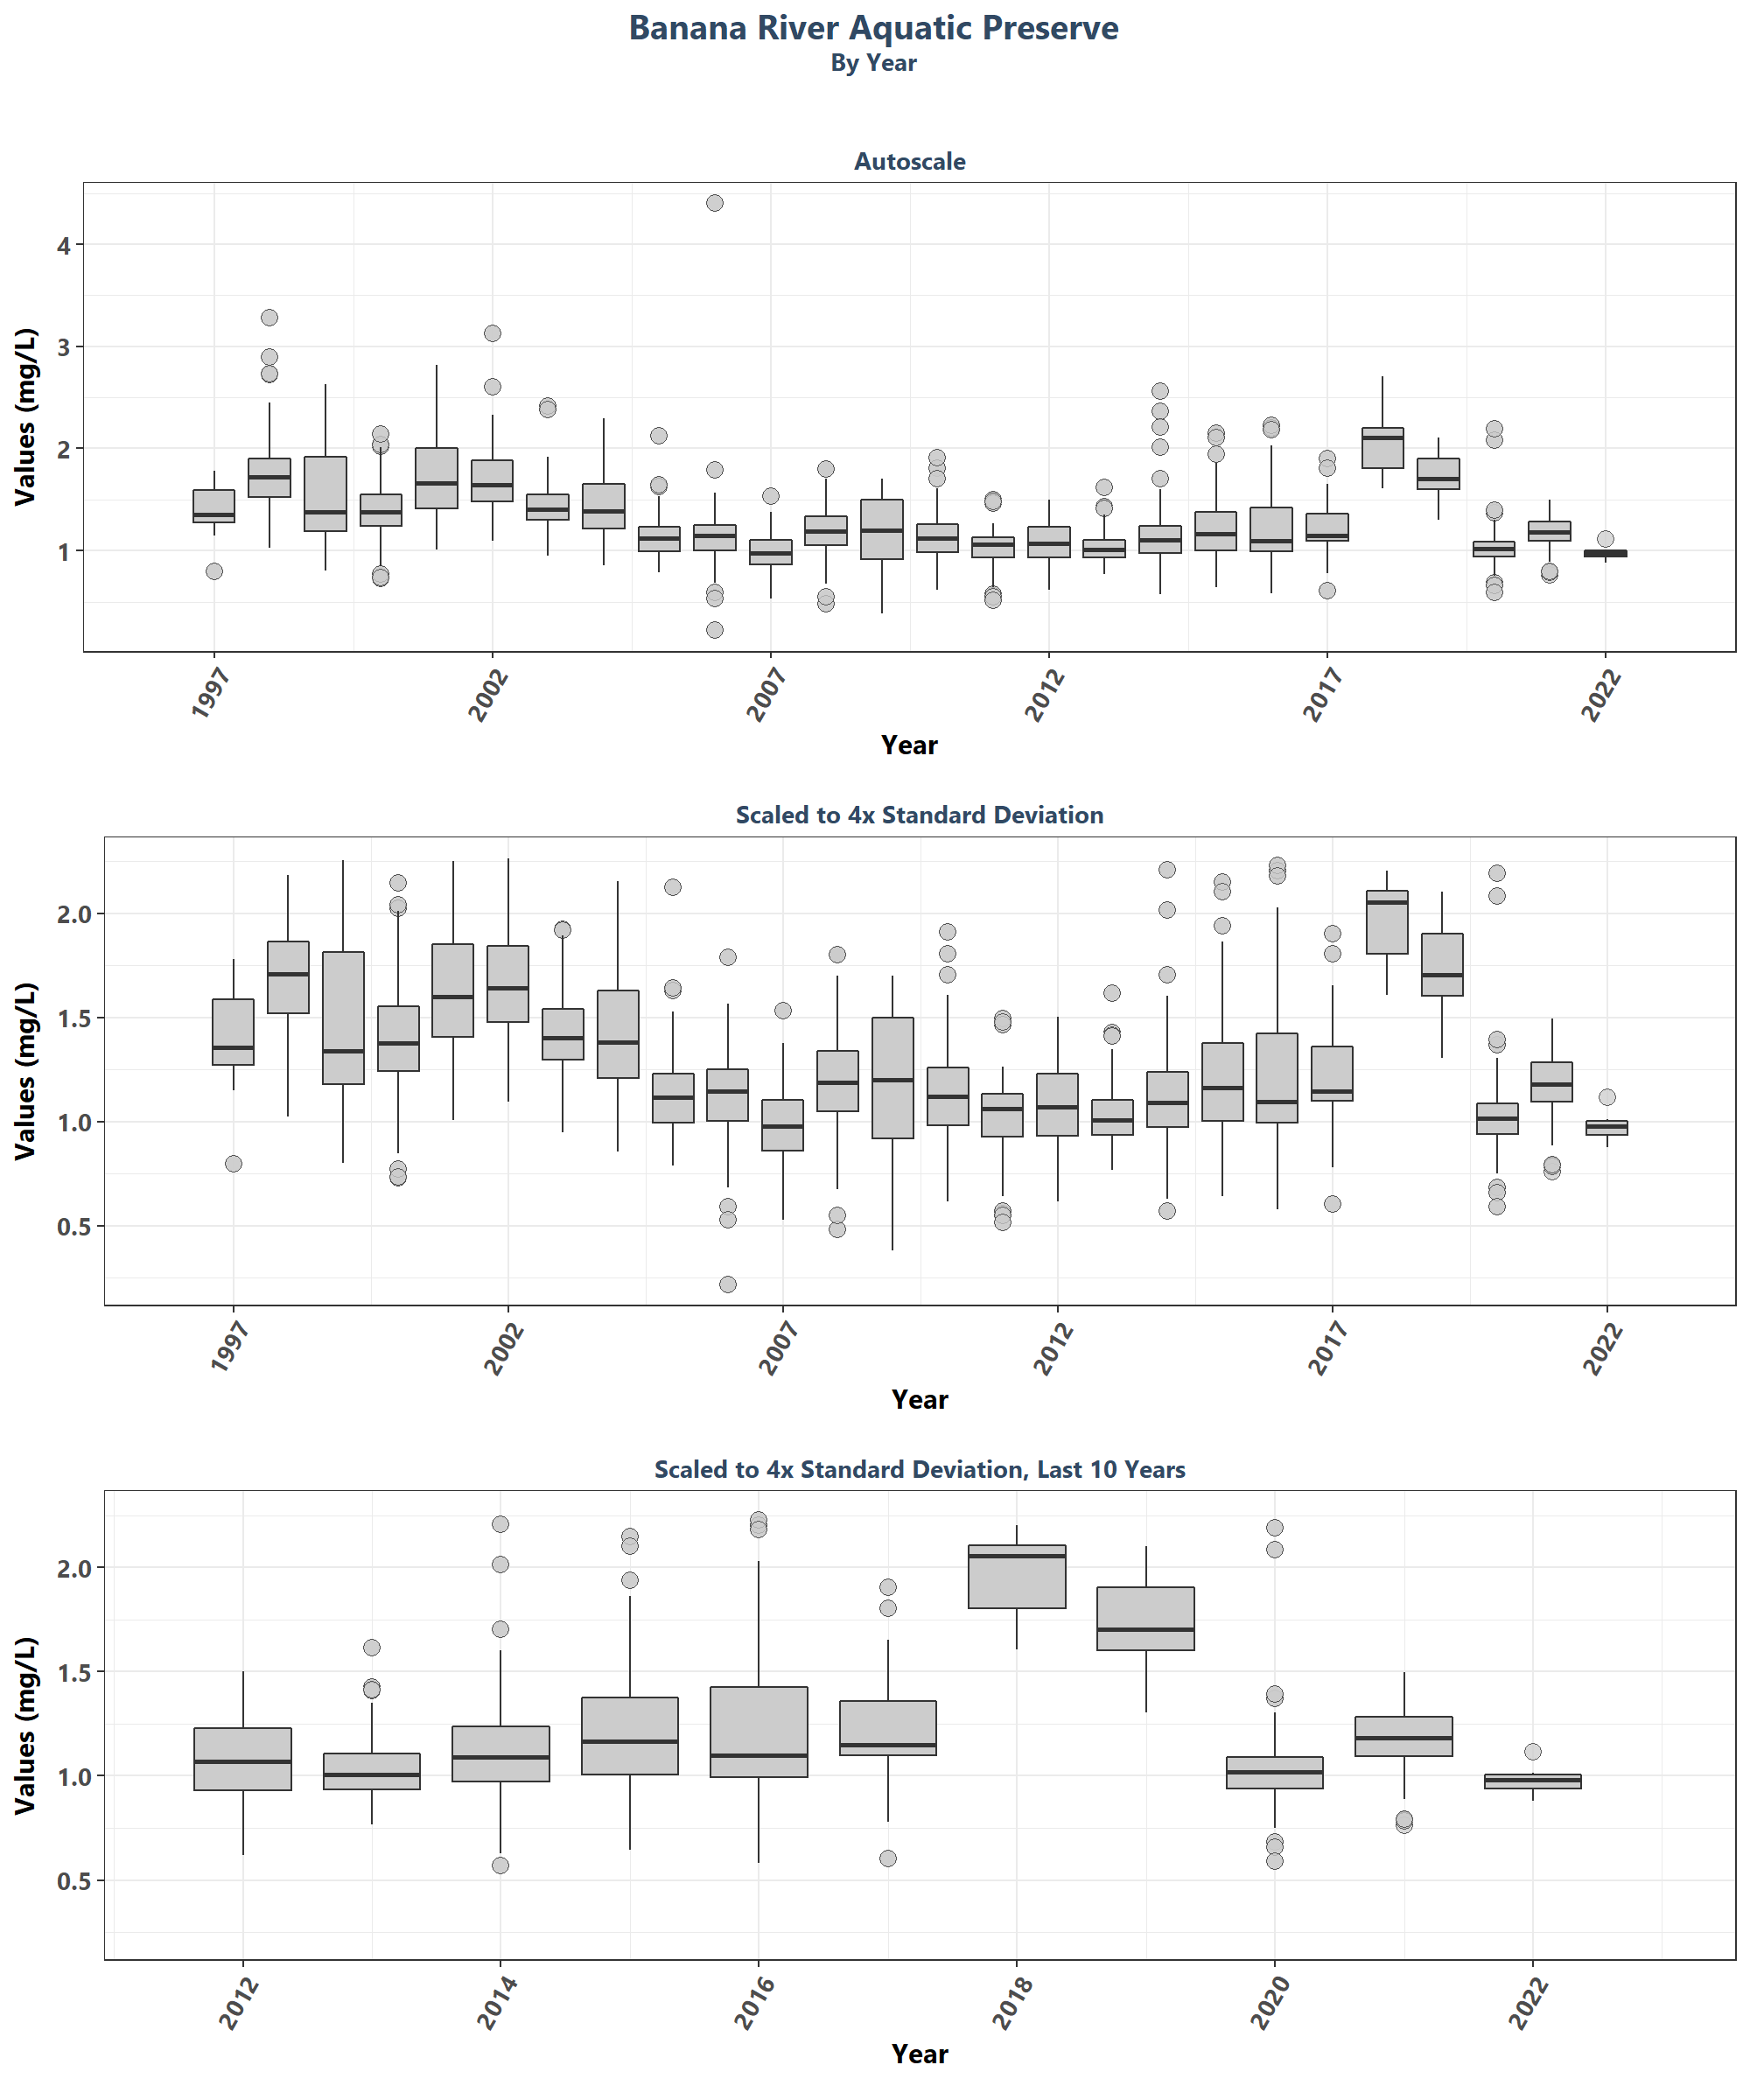 Banana River Aquatic Preserve
By Year
Autoscale
Values (mg/L)
4
3
2
1
1997
2002
2007
2012
2017
2022
Year
Scaled to 4x Standard Deviation
Values (mg/L)
2.0
1.5
1.0
0.5
1997
2002
2007
2012
2017
2022
Year
Scaled to 4x Standard Deviation, Last 10 Years
Values (mg/L)
2.0
1.5
1.0
0.5
2012
2014
2016
2018
2020
2022
Year